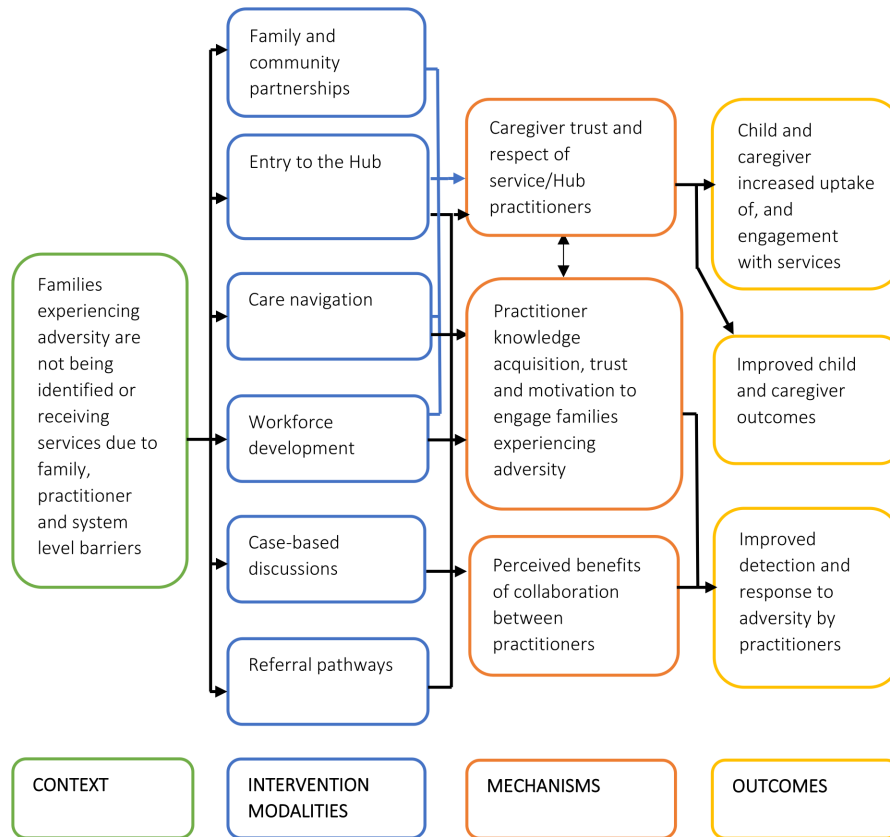 Families
experiencing
adversity are
not being
identified or
receiving
services due to
family,
practitioner
and system
level barriers
Family and
community
partnerships
Entry to the Hub
Care navigation
Workforce
development
Case-based
discussions
Referral pathways
Caregiver trust and
respect of
service/Hub
practitioners
Practitioner
knowledge
acquisition, trust
and motivation to
engage families
experiencing
adversity
Perceived benefits
of collaboration
between
practitioners
Child and
caregiver
increased uptake
of, and
engagement
with services
Improved child
and caregiver
outcomes
Improved
detection and
response to
adversity by
practitioners
CONTEXT
INTERVENTION
MODALITIES
MECHANISMS
OUTCOMES